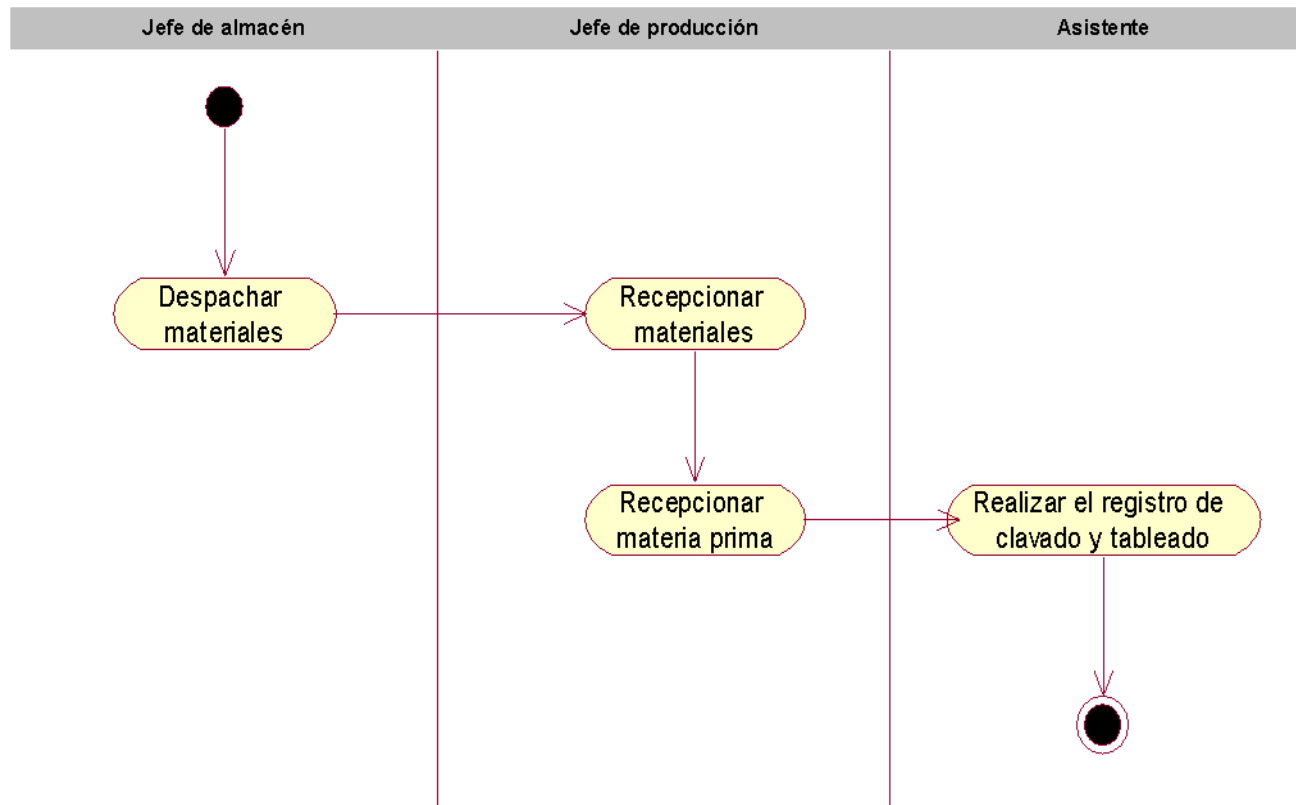 Jefe de almacén
Jefe de producción
Asistente
Despachar
materiales
Recepcionar
materiales
Recepcionar
materia prima
Realizar el registro de
clavado y tableado